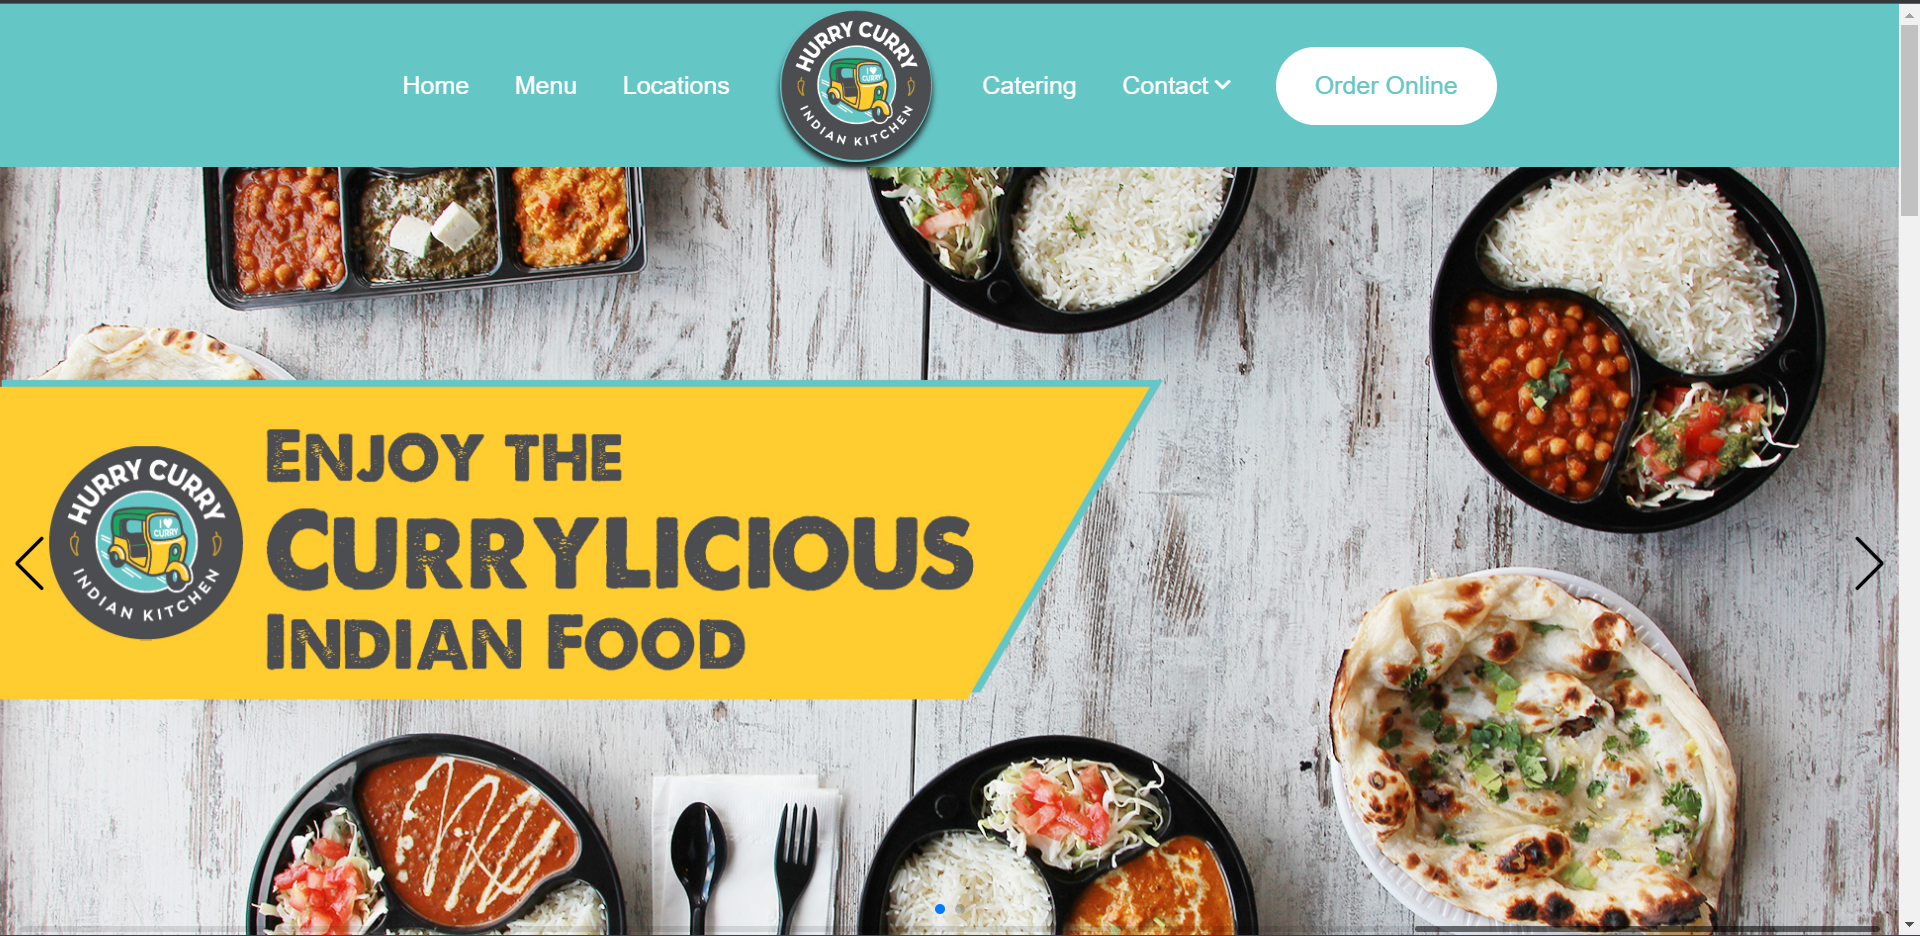 Home
Menu
Locations
HURRY CURRY
I ♥
CURRY
INDIAN KITCHEN
Catering
Contact
Order Online
HURRY CURRY
I ♥
CURRY
INDIAN KITCHEN
ENJOY THE
CURRYLICIOUS
INDIAN FOOD